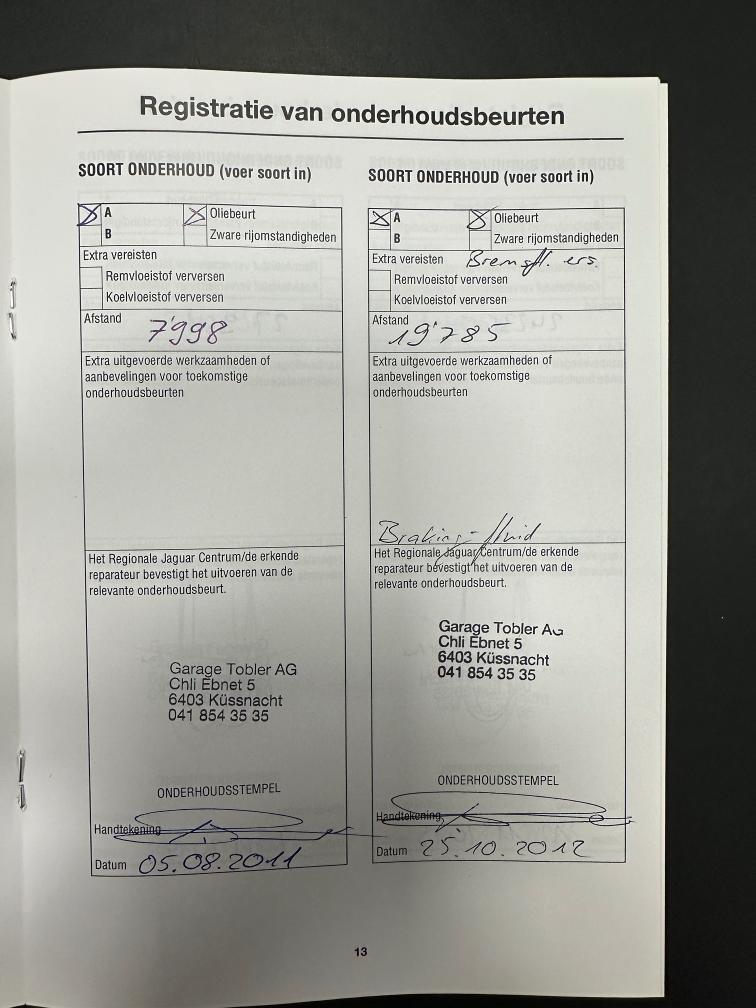 Registratie van onderhoudsbeurten
SOORT ONDERHOUD (voer soort in)
A Oliebeurt
B Zware rijomstandigheden
Extra vereisten
Remvloeistof verversen
Koelvloeistof verversen
Afstand 7'998
Extra uitgevoerde werkzaamheden of
aanbevelingen voor toekomstige
onderhoudsbeurten
Het Regionale Jaguar Centrum/de erkende
reparateur bevestigt het uitvoeren van de
relevante onderhoudsbeurt.
Garage Tobler AG
Chli Ebnet 5
6403 Küssnacht
041 854 35 35
ONDERHOUDSSTEMPEL
Handtekening
Datum 05.08.2011
SOORT ONDERHOUD (voer soort in)
A Oliebeurt
B Zware rijomstandigheden
Extra vereisten Bremsfl. ers.
Remvloeistof verversen
Koelvloeistof verversen
Afstand 19'785
Extra uitgevoerde werkzaamheden of
aanbevelingen voor toekomstige
onderhoudsbeurten
Braking-fluid
Het Regionale Jaguar Centrum/de erkende
reparateur bevestigt het uitvoeren van de
relevante onderhoudsbeurt.
Garage Tobler AG
Chli Ebnet 5
6403 Küssnacht
041 854 35 35
ONDERHOUDSSTEMPEL
Handtekening
Datum 25.10.2012
13